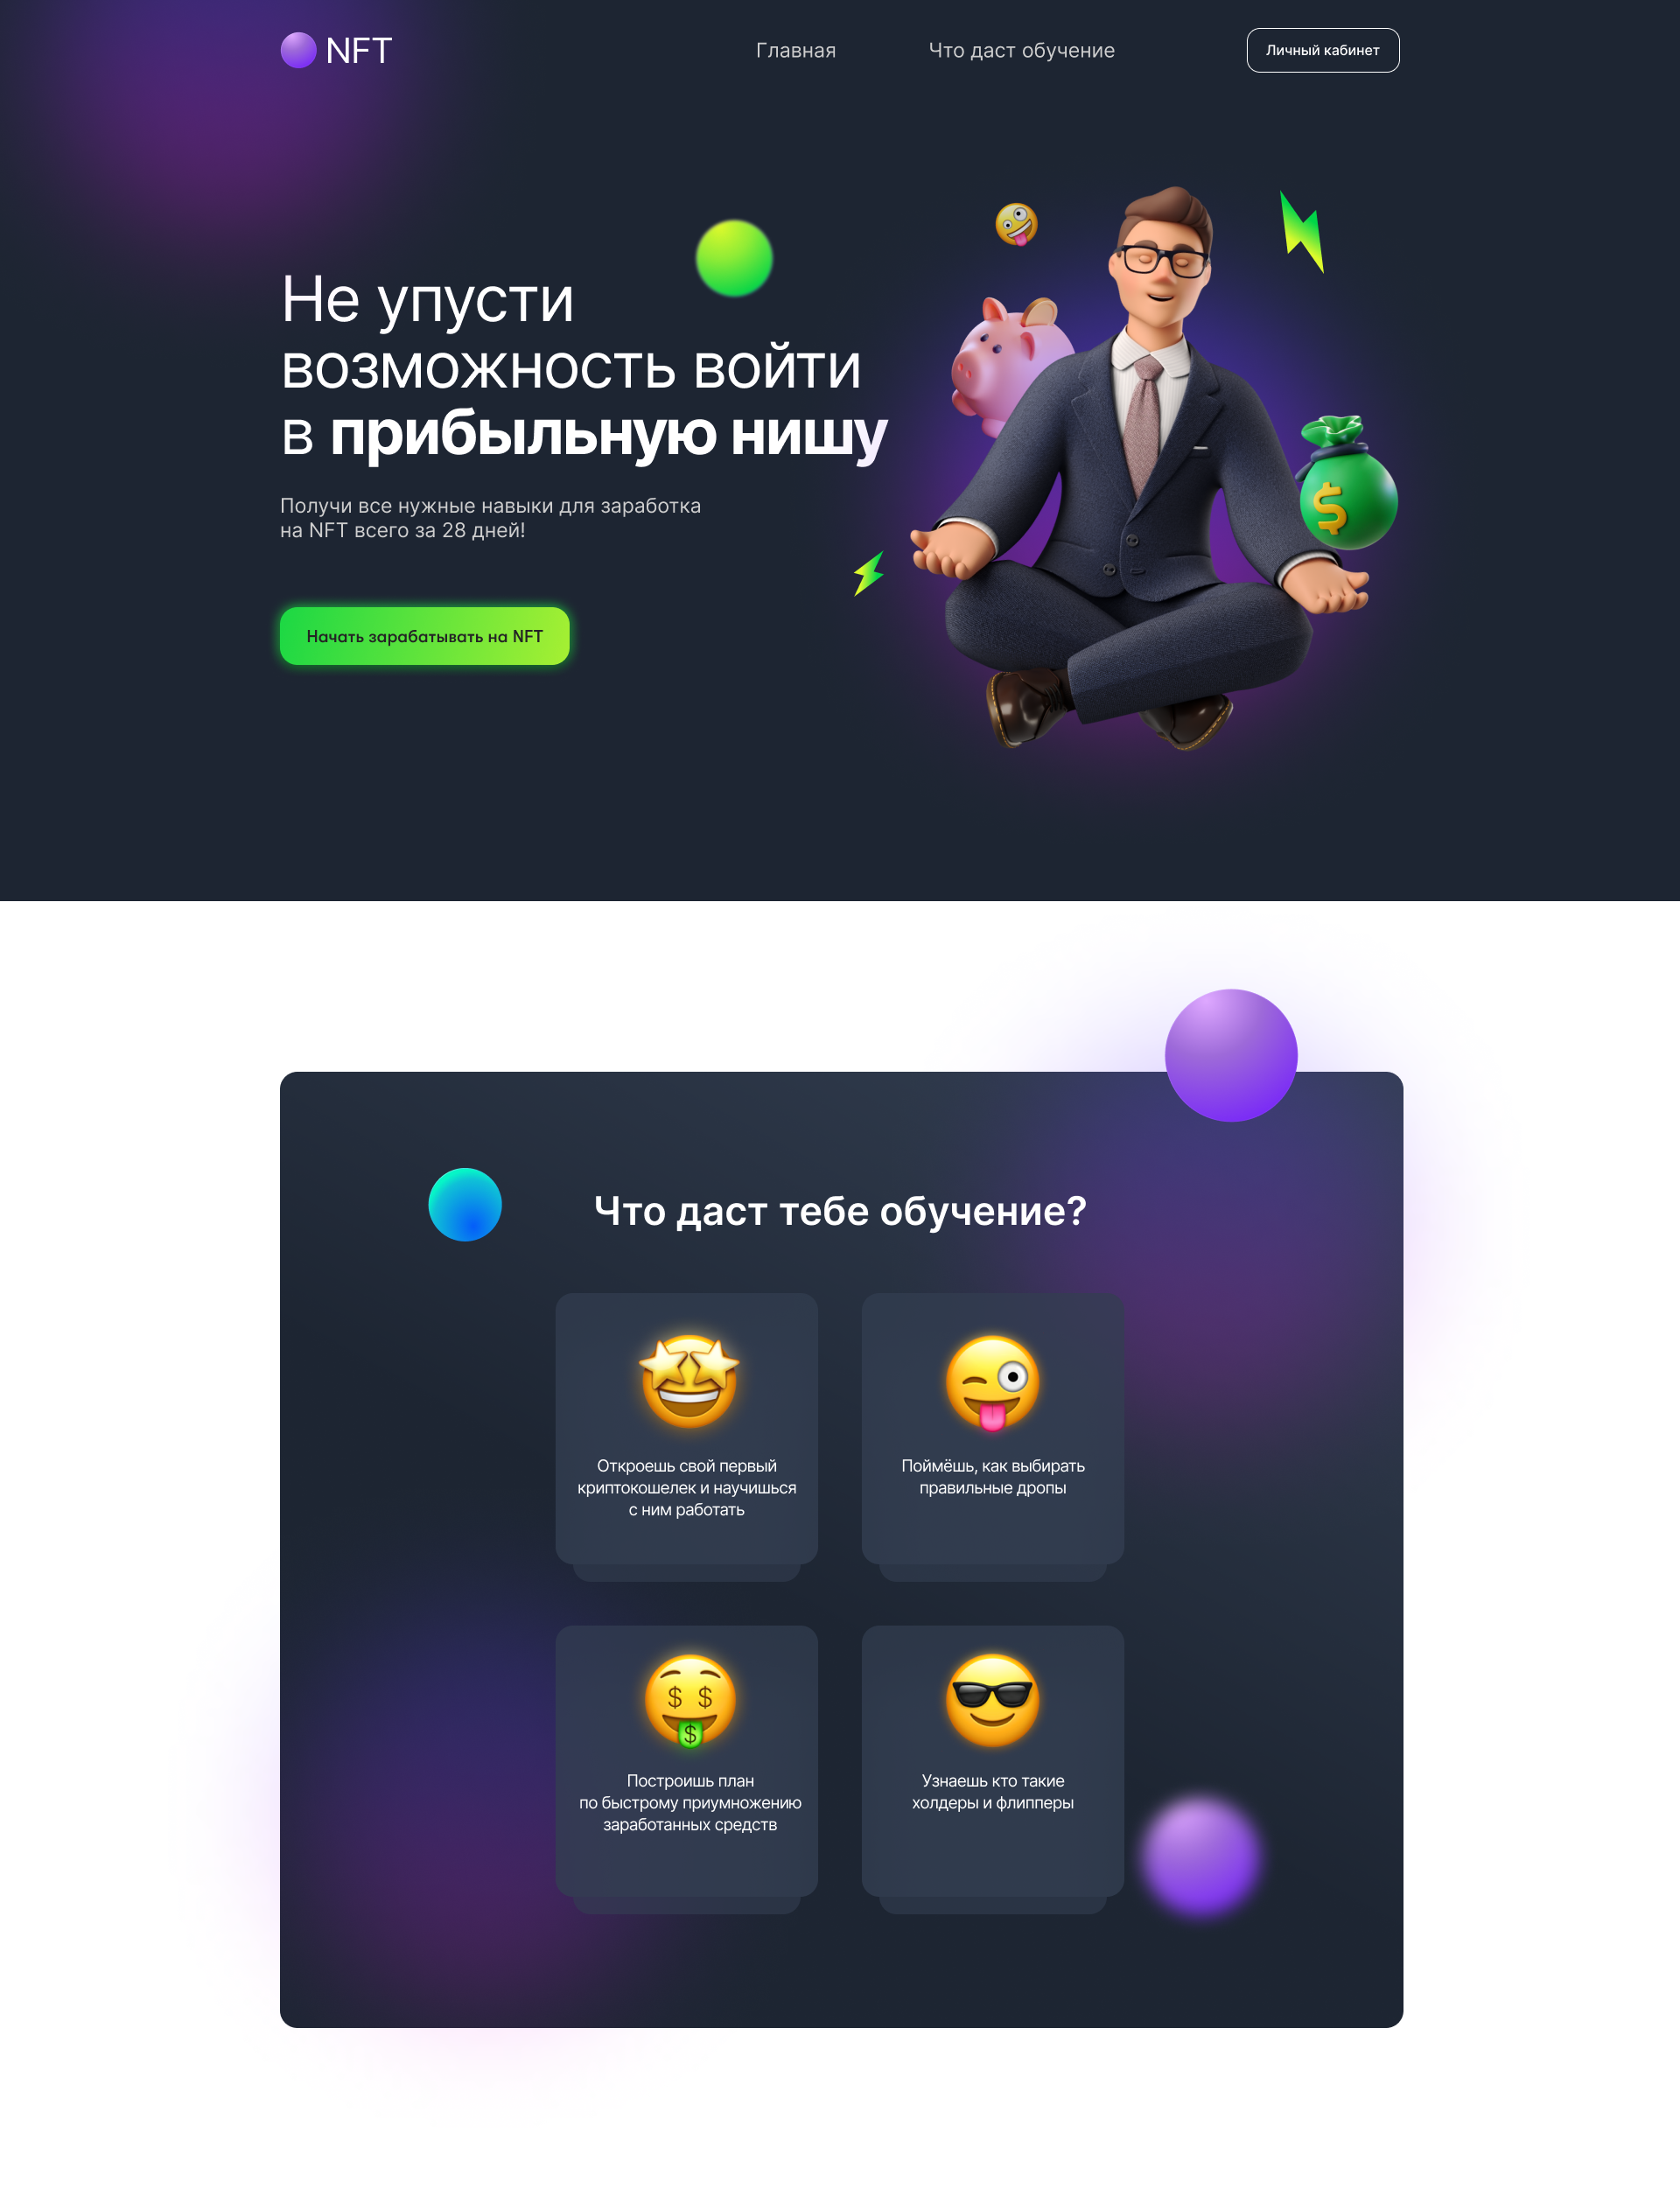 NFT
Главная
Что даст обучение
Личный кабинет
Не упусти
возможность войти
в прибыльную нишу
Получи все нужные навыки для заработка
на NFT всего за 28 дней!
Начать зарабатывать на NFT
$
Что даст тебе обучение?
Откроешь свой первый
криптокошелек и научишься
с ним работать
Поймёшь, как выбирать
правильные дропы
$ $
$
Построишь план
по быстрому приумножению
заработанных средств
Узнаешь кто такие
холдеры и флипперы